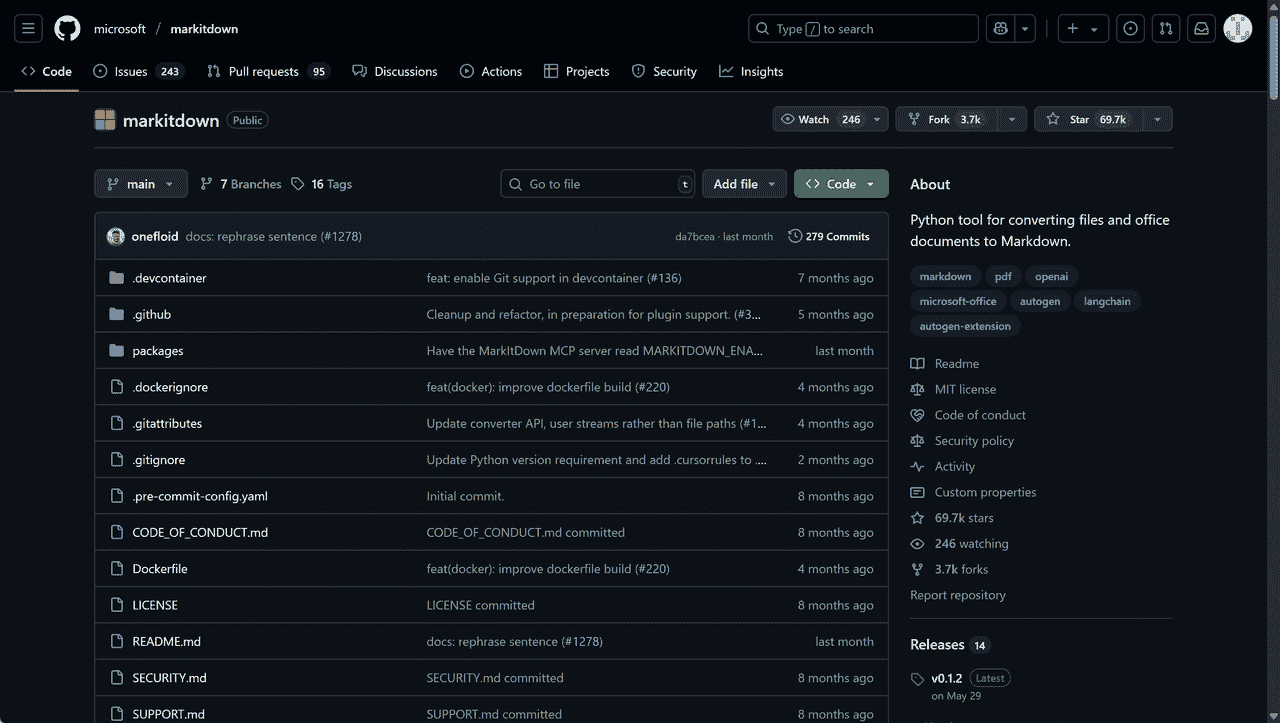 microsoft / markitdown
Type / to search
Code
Issues 243
Pull requests 95
Discussions
Actions
Projects
Security
Insights
markitdown Public
Watch 246
Fork 3.7k
Star 69.7k
main
7 Branches
16 Tags
Go to file t
Add file
Code
onefloid docs: rephrase sentence (#1278) da7bcea · last month 279 Commits
.devcontainer feat: enable Git support in devcontainer (#136) 7 months ago
.github Cleanup and refactor, in preparation for plugin support. (#3... 5 months ago
packages Have the MarkItDown MCP server read MARKITDOWN_ENA... last month
.dockerignore feat(docker): improve dockerfile build (#220) 4 months ago
.gitattributes Update converter API, user streams rather than file paths (#1... 4 months ago
.gitignore Update Python version requirement and add .cursorrules to .... 2 months ago
.pre-commit-config.yaml Initial commit. 8 months ago
CODE_OF_CONDUCT.md CODE_OF_CONDUCT.md committed 8 months ago
Dockerfile feat(docker): improve dockerfile build (#220) 4 months ago
LICENSE LICENSE committed 8 months ago
README.md docs: rephrase sentence (#1278) last month
SECURITY.md SECURITY.md committed 8 months ago
SUPPORT.md SUPPORT.md committed 8 months ago
About
Python tool for converting files and office
documents to Markdown.
markdown pdf openai
microsoft-office autogen langchain
autogen-extension
Readme
MIT license
Code of conduct
Security policy
Activity
Custom properties
69.7k stars
246 watching
3.7k forks
Report repository
Releases 14
v0.1.2 Latest
on May 29